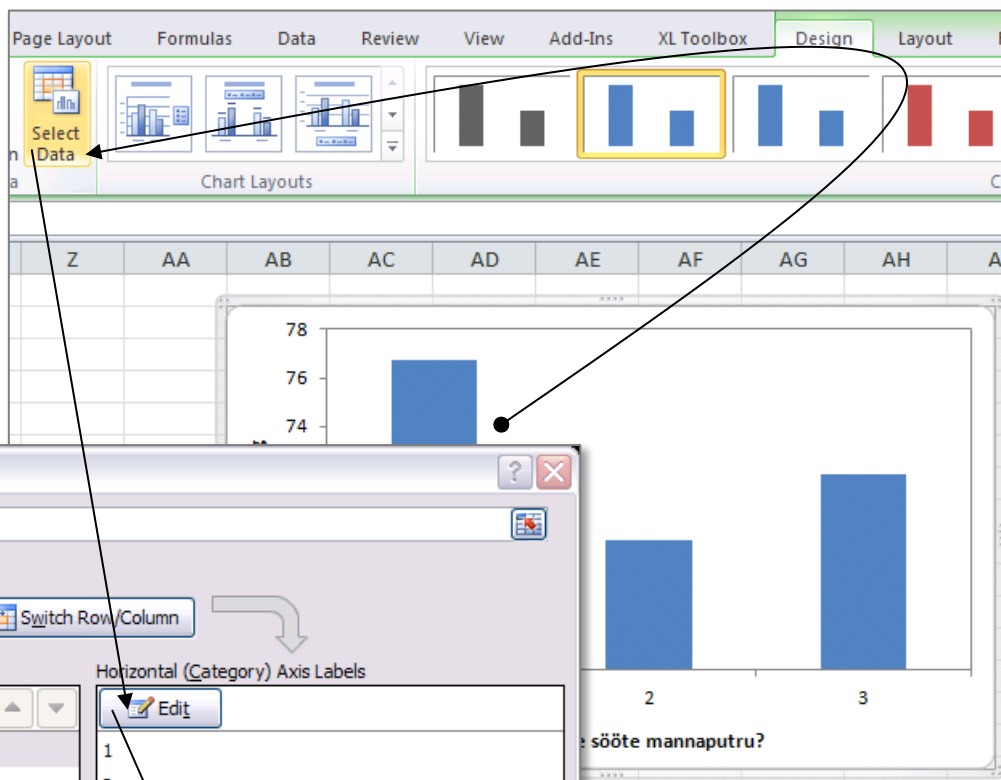 Page Layout Formulas Data Review View Add-Ins XL Toolbox Design Layout
Select
Data
Chart Layouts
Z AA AB AC AD AE AF AG AH
78
76
74
Switch Row/Column
Horizontal (Category) Axis Labels
Edit
1
2 3
sööte mannaputru?